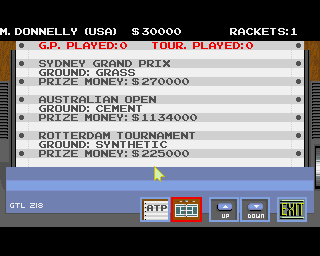 M. DONNELLY (USA) $30000 RACKETS:1
G.P. PLAYED:0 TOUR. PLAYED:0
SYDNEY GRAND PRIX
GROUND: GRASS
PRIZE MONEY: $270000
AUSTRALIAN OPEN
GROUND: CEMENT
PRIZE MONEY: $1134000
ROTTERDAM TOURNAMENT
GROUND: SYNTHETIC
PRIZE MONEY: $225000
GTL 218 ATP UP DOWN EXIT